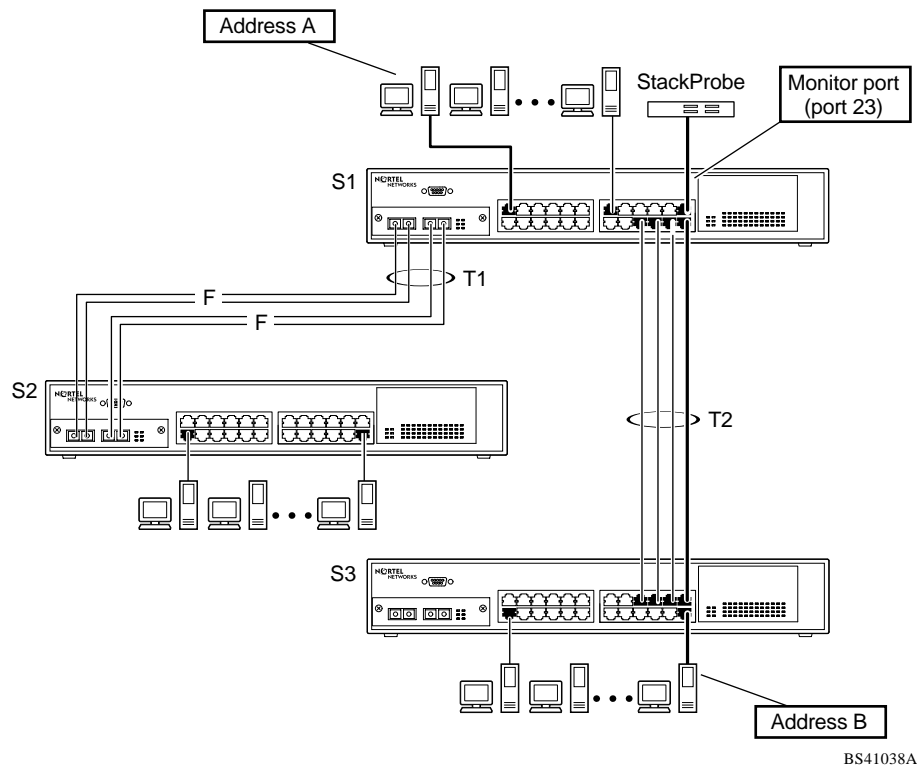 Address A
StackProbe
Monitor port
(port 23)
S1
NORTEL
NETWORKS
T1
F
F
S2
NORTEL
NETWORKS
T2
S3
NORTEL
NETWORKS
Address B
BS41038A